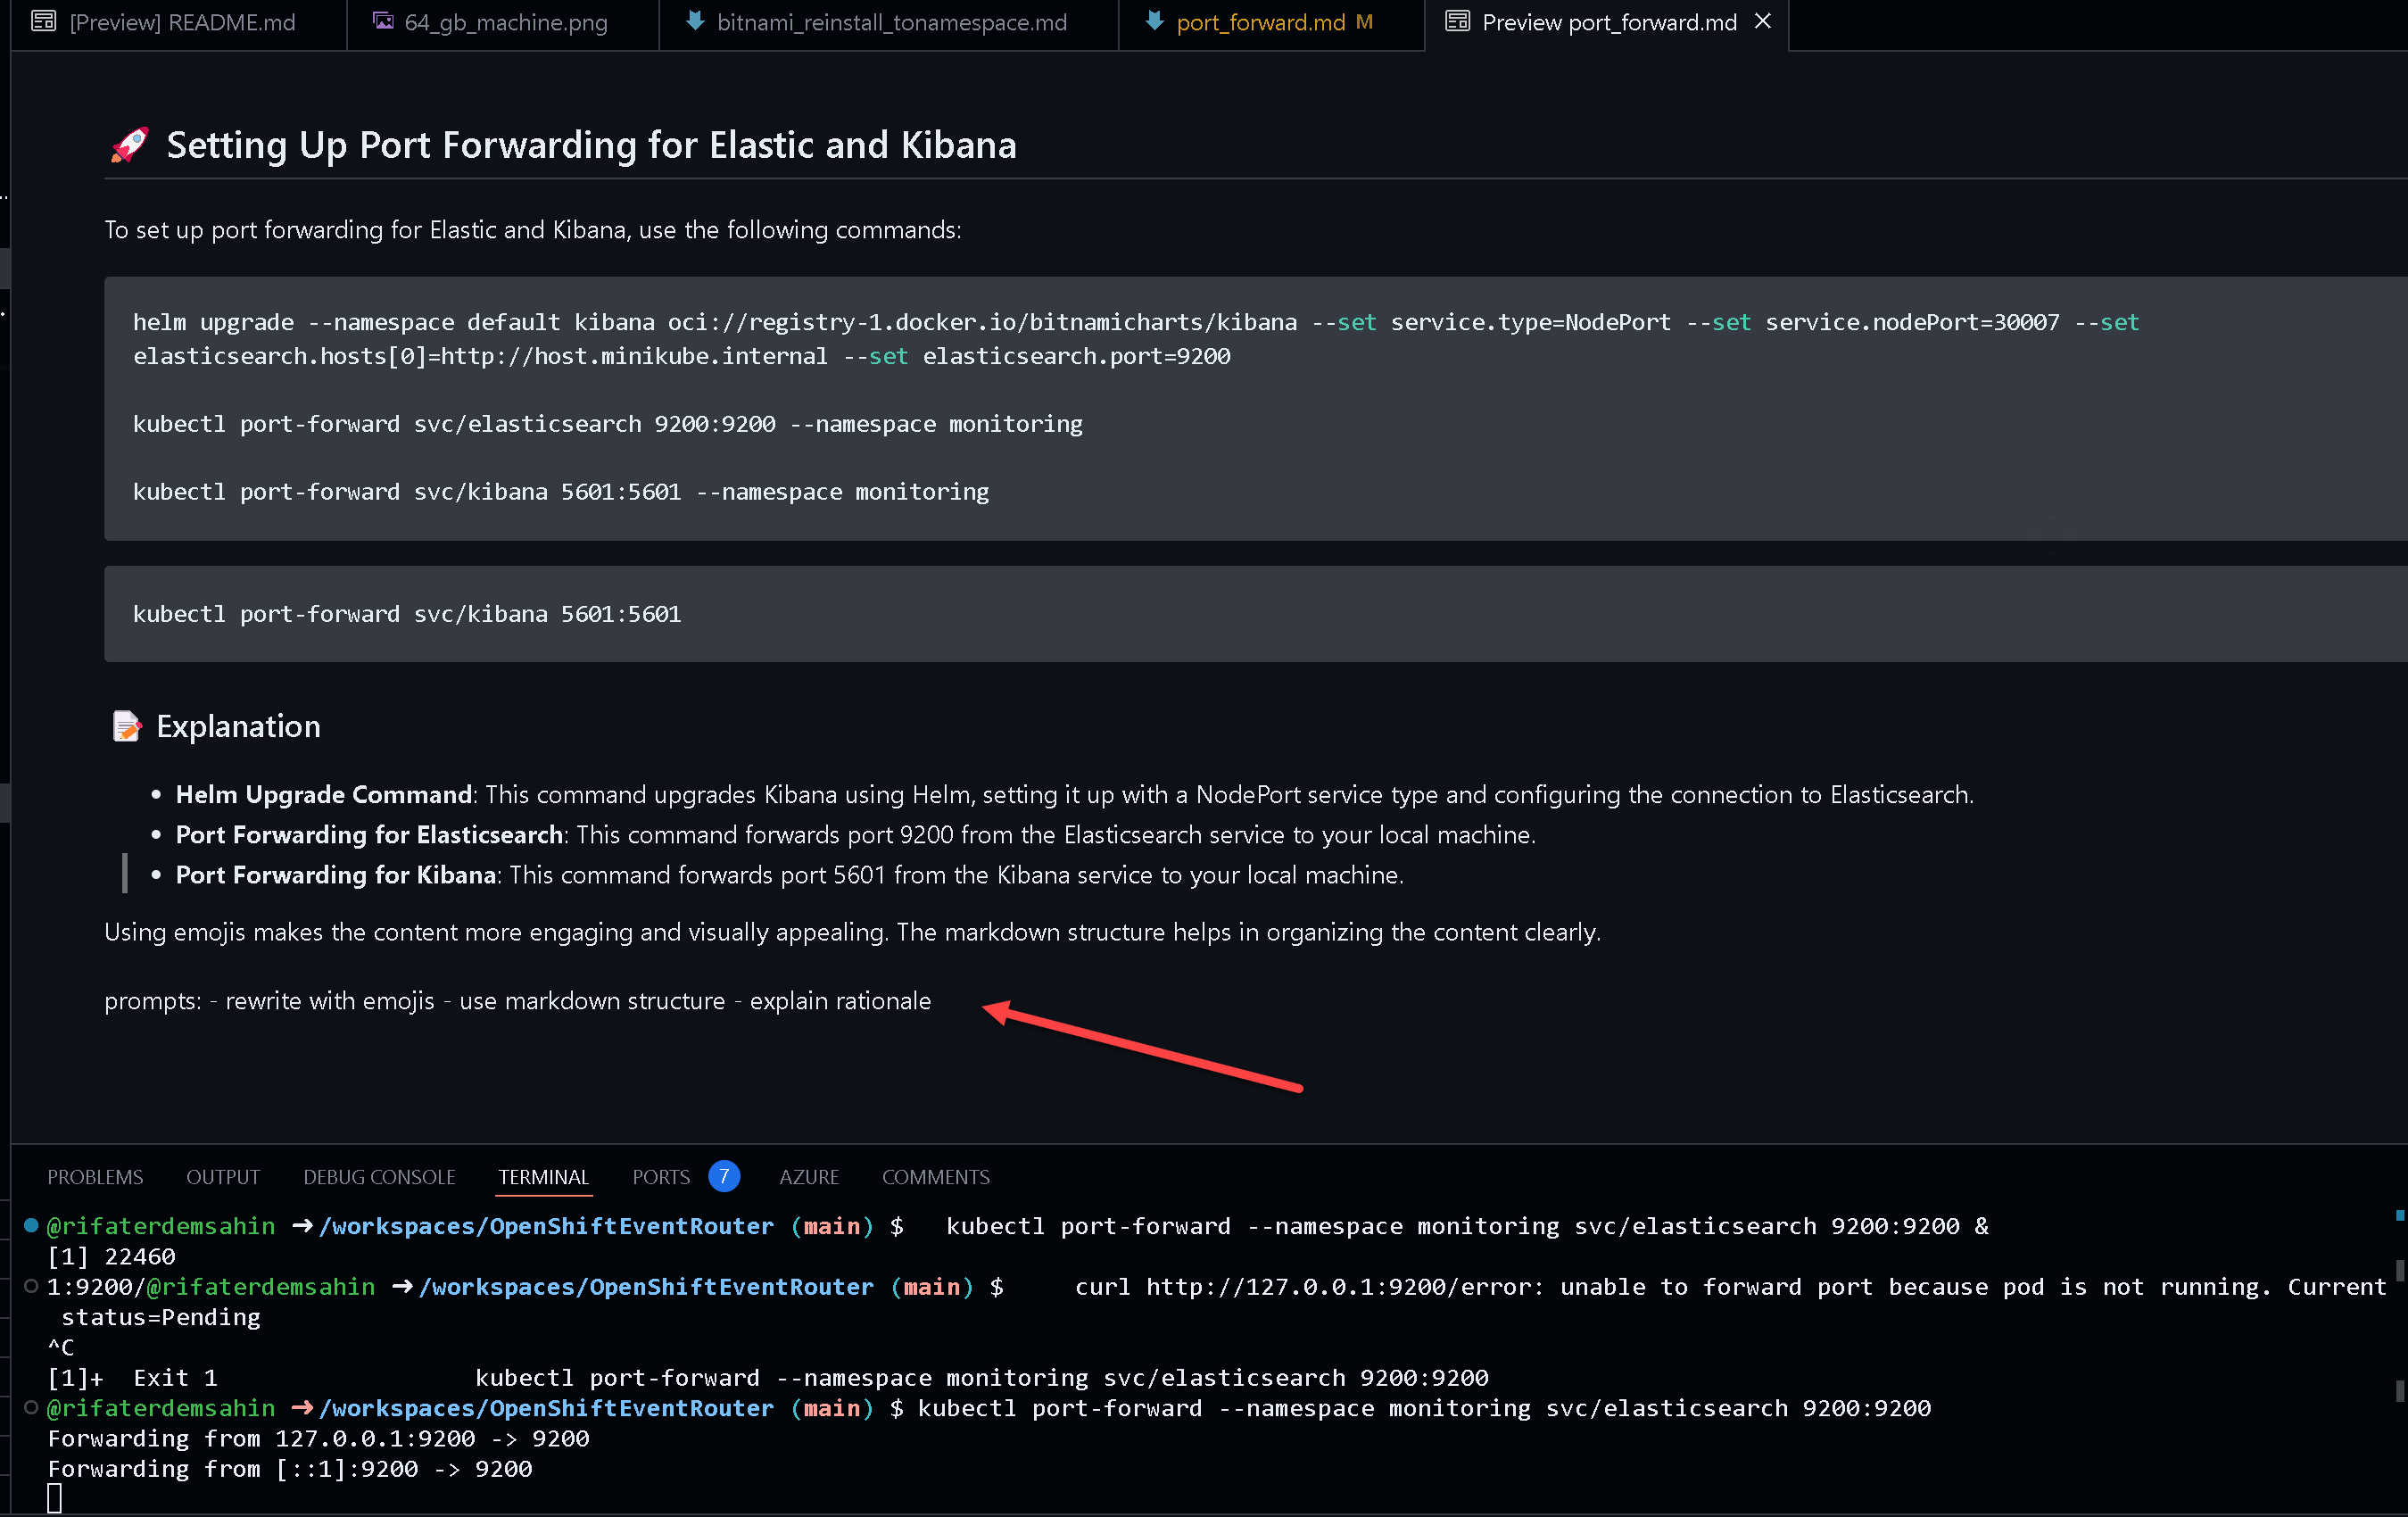 [Preview] README.md
64_gb_machine.png
bitnami_reinstall_tonamespace.md
port_forward.md M
Preview port_forward.md
🚀 Setting Up Port Forwarding for Elastic and Kibana
To set up port forwarding for Elastic and Kibana, use the following commands:
helm upgrade --namespace default kibana oci://registry-1.docker.io/bitnamicharts/kibana --set service.type=NodePort --set service.nodePort=30007 --set
elasticsearch.hosts[0]=http://host.minikube.internal --set elasticsearch.port=9200
kubectl port-forward svc/elasticsearch 9200:9200 --namespace monitoring
kubectl port-forward svc/kibana 5601:5601 --namespace monitoring
kubectl port-forward svc/kibana 5601:5601
📝 Explanation
• Helm Upgrade Command: This command upgrades Kibana using Helm, setting it up with a NodePort service type and configuring the connection to Elasticsearch.
• Port Forwarding for Elasticsearch: This command forwards port 9200 from the Elasticsearch service to your local machine.
• Port Forwarding for Kibana: This command forwards port 5601 from the Kibana service to your local machine.
Using emojis makes the content more engaging and visually appealing. The markdown structure helps in organizing the content clearly.
prompts: - rewrite with emojis - use markdown structure - explain rationale
PROBLEMS OUTPUT DEBUG CONSOLE TERMINAL PORTS 7 AZURE COMMENTS
@rifaterdemsahin ➜ /workspaces/OpenShiftEventRouter (main) $ kubectl port-forward --namespace monitoring svc/elasticsearch 9200:9200 &
[1] 22460
1:9200/@rifaterdemsahin ➜ /workspaces/OpenShiftEventRouter (main) $ curl http://127.0.0.1:9200/error: unable to forward port because pod is not running. Current
status=Pending
^C
[1]+ Exit 1 kubectl port-forward --namespace monitoring svc/elasticsearch 9200:9200
@rifaterdemsahin ➜ /workspaces/OpenShiftEventRouter (main) $ kubectl port-forward --namespace monitoring svc/elasticsearch 9200:9200
Forwarding from 127.0.0.1:9200 -> 9200
Forwarding from [::1]:9200 -> 9200